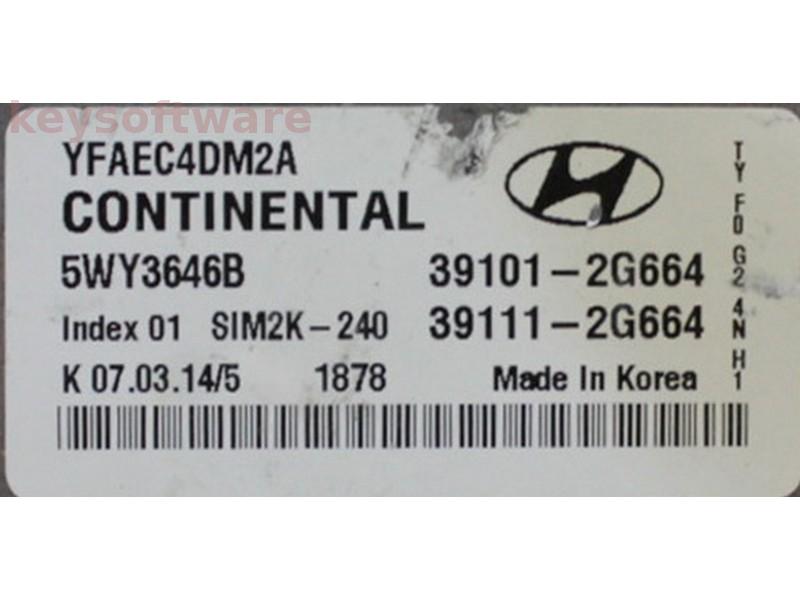 keysoftware
YFAEC4DM2A
CONTINENTAL
5WY3646B 39101-2G664
Index 01 SIM2K-240 39111-2G664
K 07.03.14/5 1878 Made In Korea
TY F0 G2 4N H1